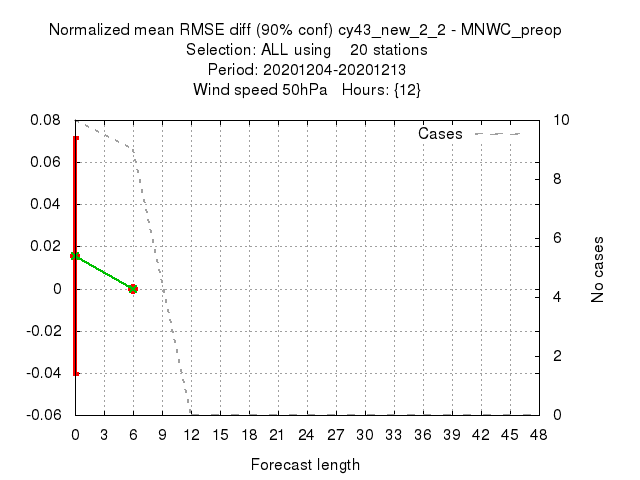 Normalized mean RMSE diff (90% conf) cy43_new_2_2 - MNWC_preop
Selection: ALL using 20 stations
Period: 20201204-20201213
Wind speed 50hPa Hours: {12}
Cases
0.08
0.06
0.04
0.02
0
-0.02
-0.04
-0.06
10
8
6
4
2
0
No cases
0 3 6 9 12 15 18 21 24 27 30 33 36 39 42 45 48
Forecast length